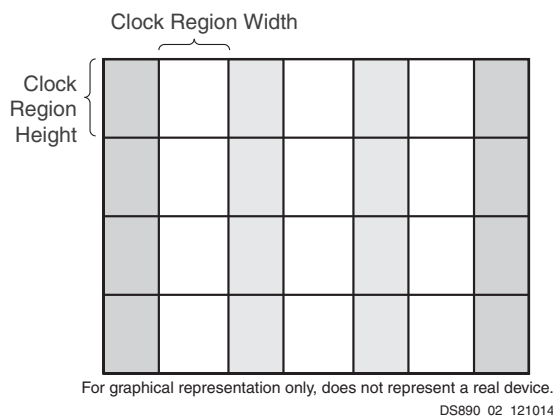 Clock Region Width
Clock
Region
Height
For graphical representation only, does not represent a real device.
DS890_02_121014